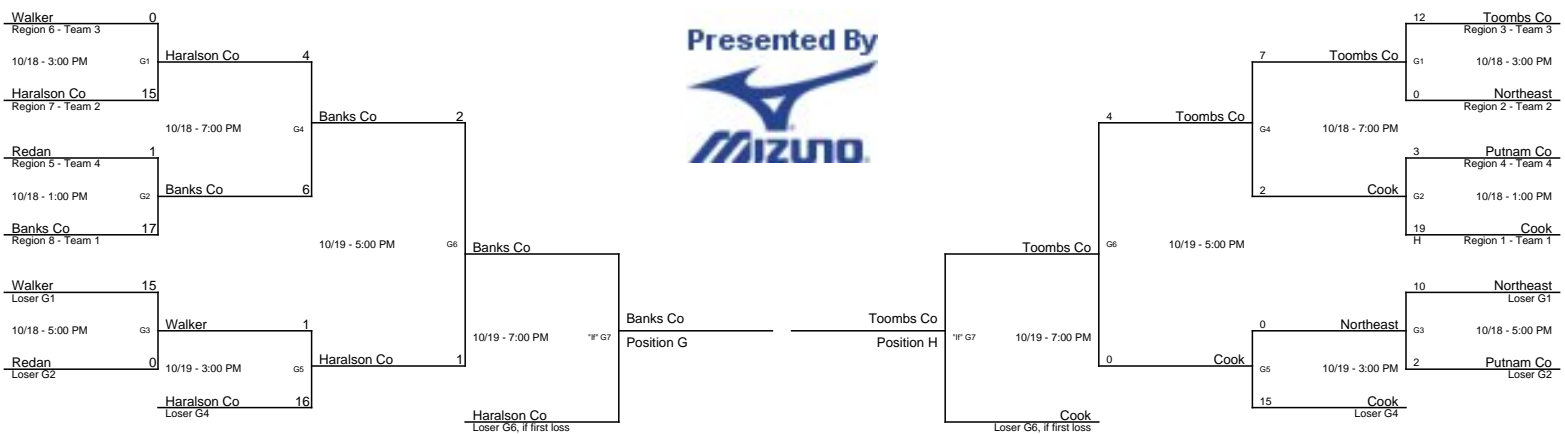 Walker 0
Region 6 - Team 3
10/18 - 3:00 PM G1
Haralson Co 4
Haralson Co 15
Region 7 - Team 2
10/18 - 7:00 PM G4
Banks Co 2
Redan 1
Region 5 - Team 4
10/18 - 1:00 PM G2
Banks Co 6
Banks Co 17
Region 8 - Team 1
10/19 - 5:00 PM G6
Banks Co
Walker 15
Loser G1
10/18 - 5:00 PM G3
Walker 1
Redan 0
Loser G2
10/19 - 3:00 PM G5
Haralson Co 1
Haralson Co 16
Loser G4
10/19 - 7:00 PM "If" G7
Banks Co
Position G
Haralson Co
Loser G6, if first loss
Presented By
MIZUNO.
12 Toombs Co
Region 3 - Team 3
7 Toombs Co
G1 10/18 - 3:00 PM
0 Northeast
Region 2 - Team 2
4 Toombs Co
G4 10/18 - 7:00 PM
3 Putnam Co
Region 4 - Team 4
2 Cook
G2 10/18 - 1:00 PM
19 Cook
H Region 1 - Team 1
Toombs Co
G6 10/19 - 5:00 PM
10 Northeast
Loser G1
0 Northeast
G3 10/18 - 5:00 PM
2 Putnam Co
Loser G2
0 Cook
G5 10/19 - 3:00 PM
15 Cook
Loser G4
Toombs Co
Position H
"If" G7 10/19 - 7:00 PM
Cook
Loser G6, if first loss